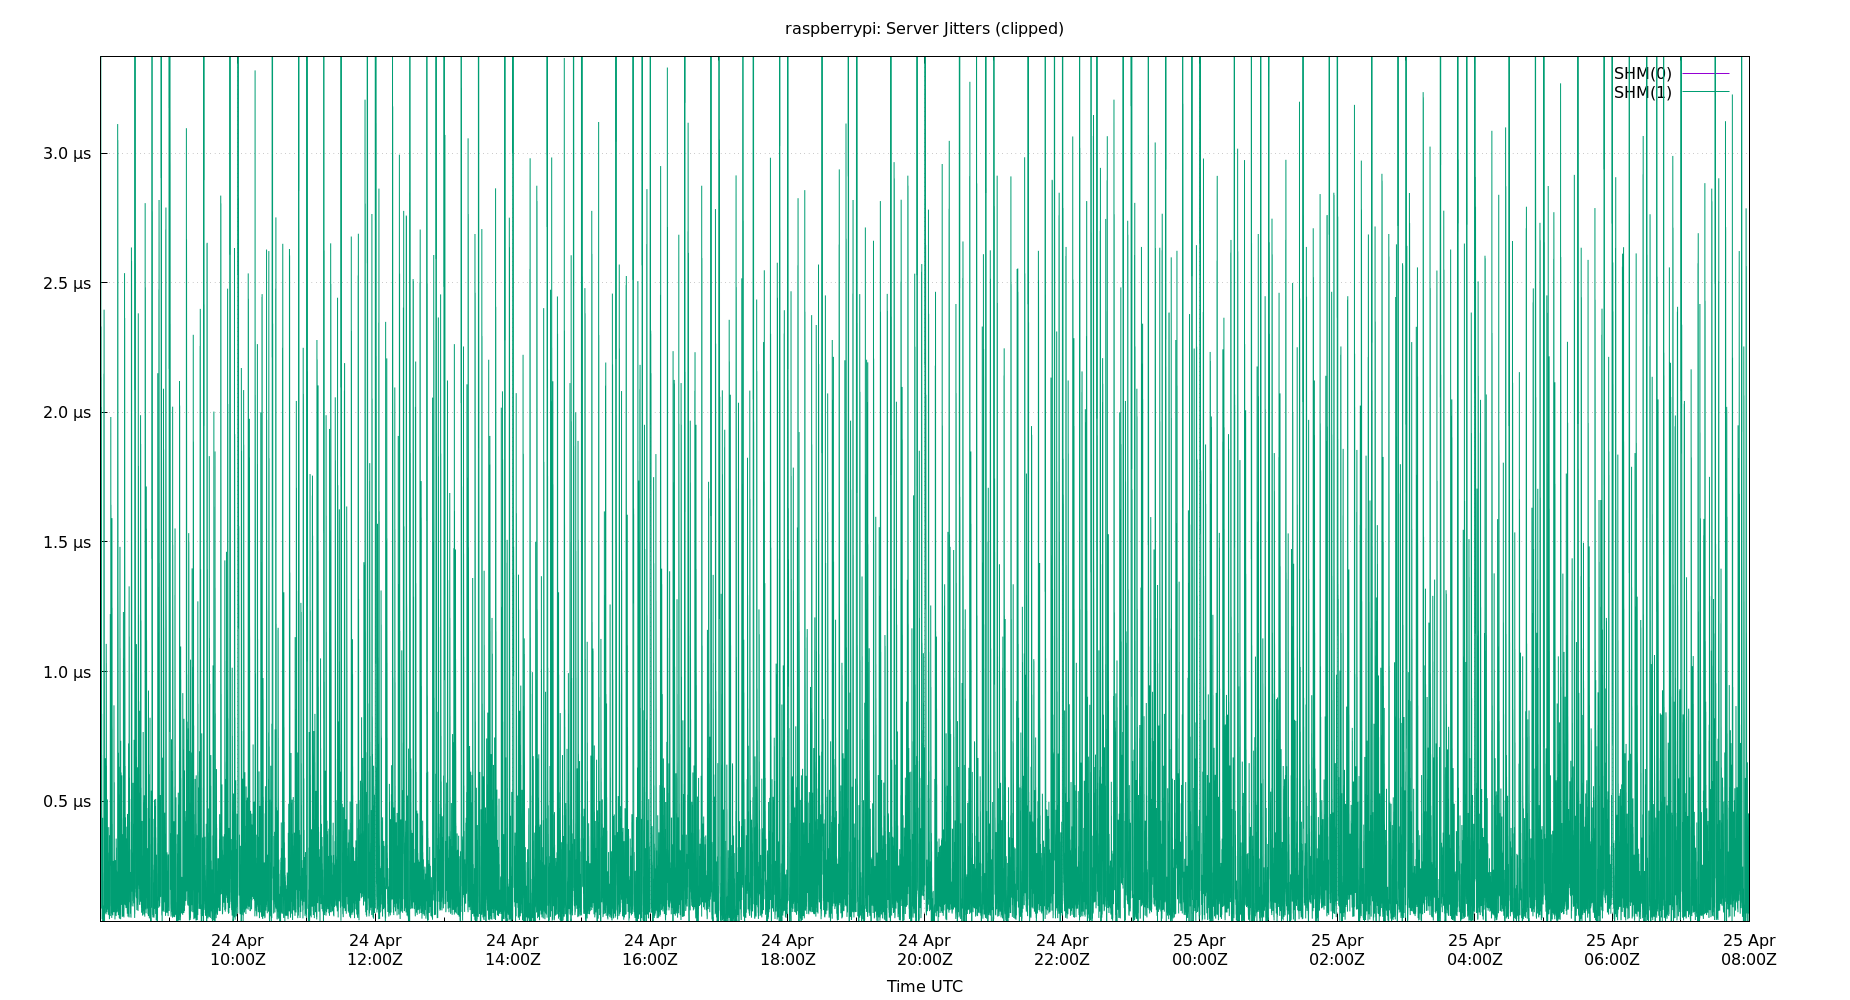 raspberrypi: Server Jitters (clipped)
SHM(0)
SHM(1)
3.0 µs
2.5 µs
2.0 µs
1.5 µs
1.0 µs
0.5 µs
24 Apr 24 Apr 24 Apr 24 Apr 24 Apr 24 Apr 24 Apr 25 Apr 25 Apr 25 Apr 25 Apr 25 Apr
10:00Z 12:00Z 14:00Z 16:00Z 18:00Z 20:00Z 22:00Z 00:00Z 02:00Z 04:00Z 06:00Z 08:00Z
Time UTC